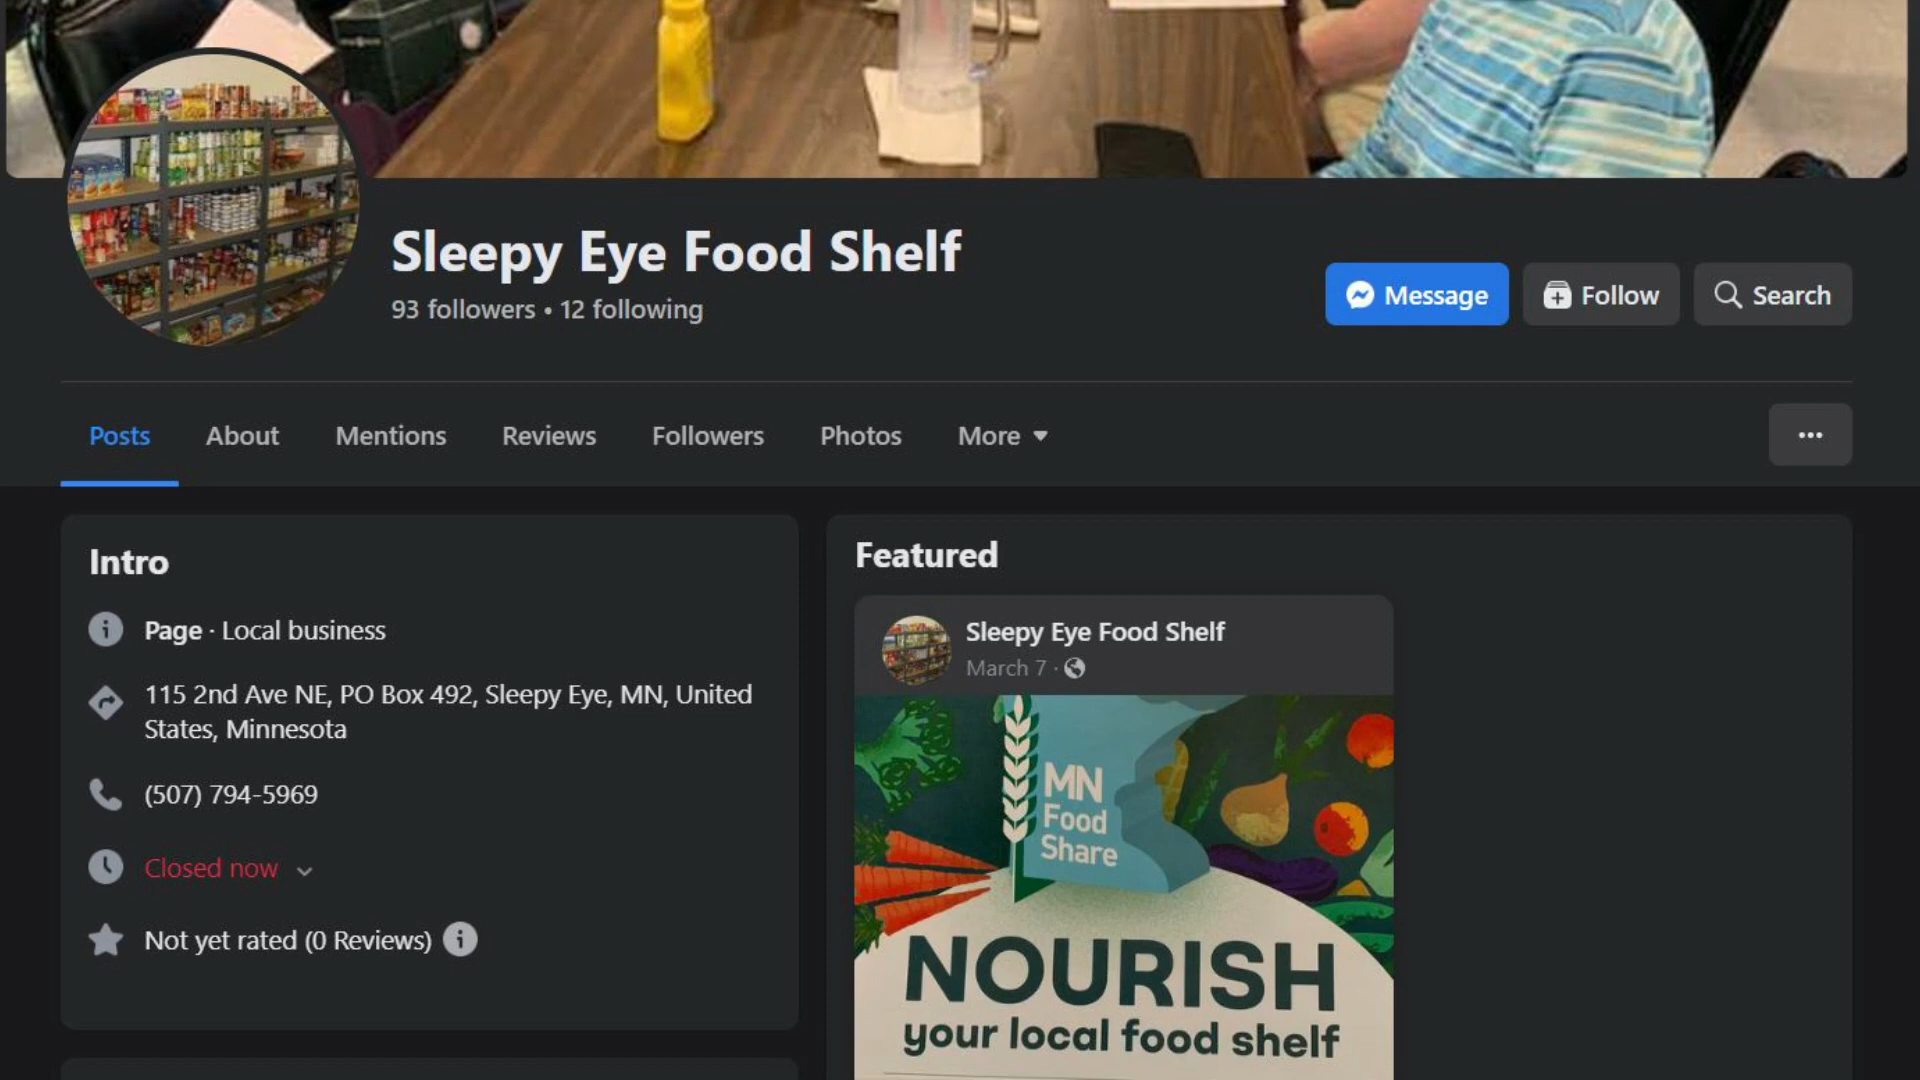 Sleepy Eye Food Shelf
93 followers • 12 following
Message
Follow
Search
Posts
About
Mentions
Reviews
Followers
Photos
More
Intro
Page · Local business
115 2nd Ave NE, PO Box 492, Sleepy Eye, MN, United
States, Minnesota
(507) 794-5969
Closed now
Not yet rated (0 Reviews)
Featured
Sleepy Eye Food Shelf
March 7 ·
MN
Food
Share
NOURISH
your local food shelf